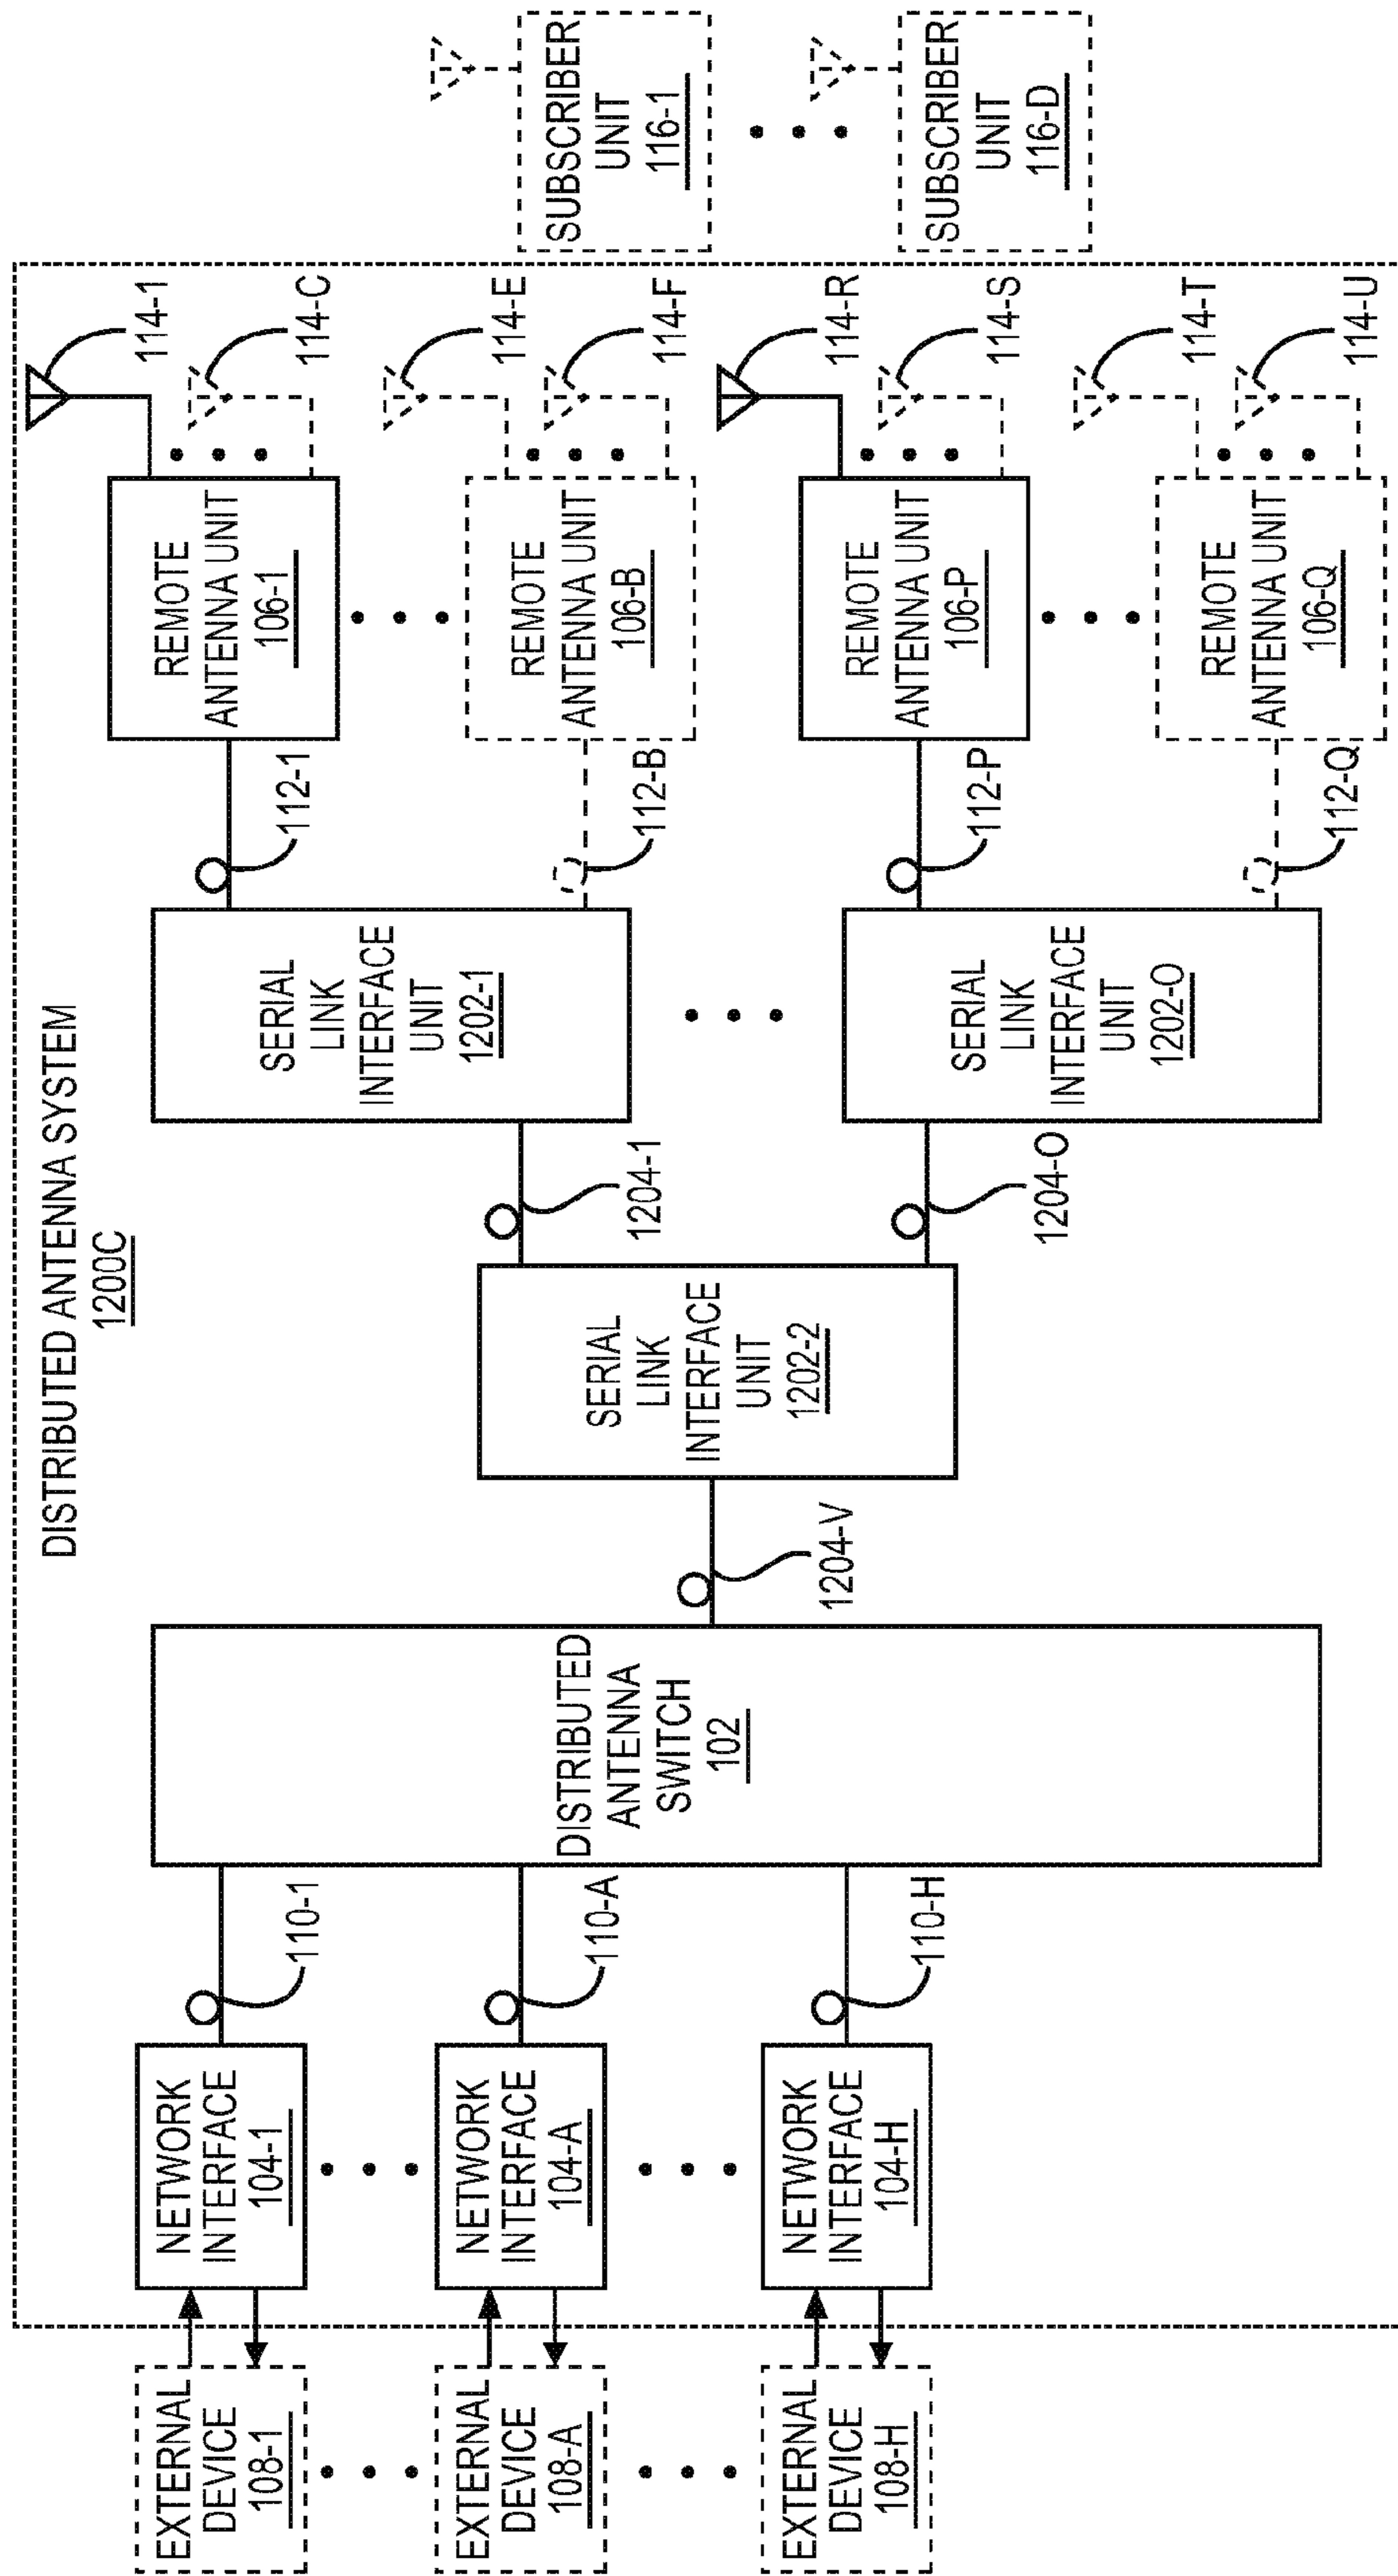 DISTRIBUTED ANTENNA SYSTEM
1200C
EXTERNAL
DEVICE
108-1
EXTERNAL
DEVICE
108-A
EXTERNAL
DEVICE
108-H
NETWORK
INTERFACE
104-1
NETWORK
INTERFACE
104-A
NETWORK
INTERFACE
104-H
110-1
110-A
110-H
DISTRIBUTED
ANTENNA
SWITCH
102
1204-V
SERIAL
LINK
INTERFACE
UNIT
1202-2
1204-1
1204-O
SERIAL
LINK
INTERFACE
UNIT
1202-1
SERIAL
LINK
INTERFACE
UNIT
1202-O
112-1
112-B
112-P
112-Q
REMOTE
ANTENNA UNIT
106-1
REMOTE
ANTENNA UNIT
106-B
REMOTE
ANTENNA UNIT
106-P
REMOTE
ANTENNA UNIT
106-Q
114-1
114-C
114-E
114-F
114-R
114-S
114-T
114-U
SUBSCRIBER
UNIT
116-1
SUBSCRIBER
UNIT
116-D